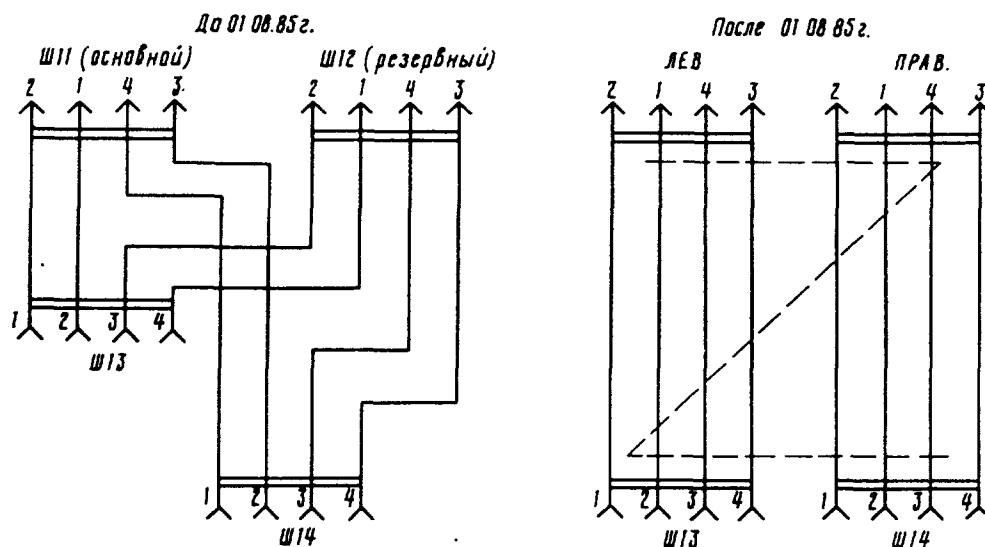 До 01 08.85г.
Ш11 (основной)
Ш12 (резервный)
2 1 4 3
2 1 4 3
1 2 3 4
Ш13
1 2 3 4
Ш14
После 01 08 85г.
ЛЕВ
ПРАВ.
2 1 4 3
2 1 4 3
1 2 3 4
1 2 3 4
Ш13
Ш14